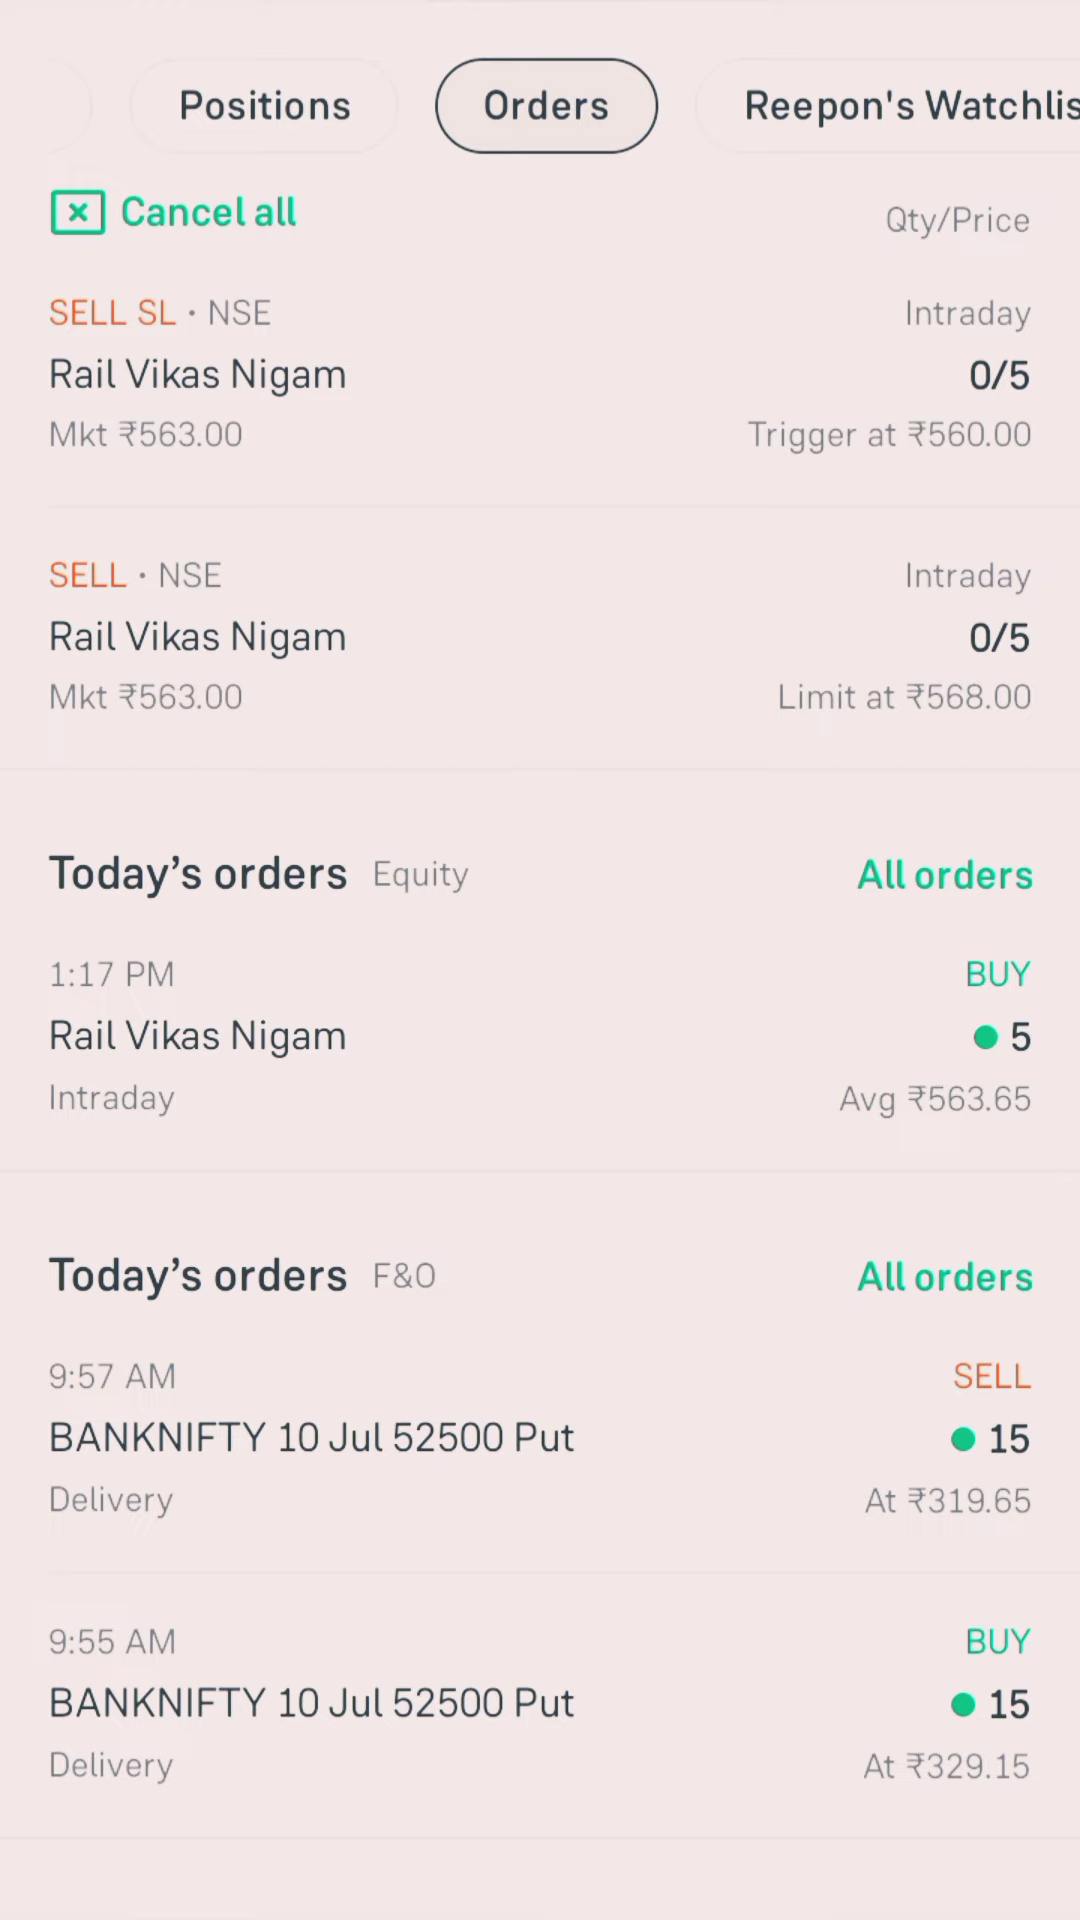 Positions
Orders
Reepon's Watchlis
Cancel all
Qty/Price
SELL SL · NSE
Intraday
Rail Vikas Nigam
0/5
Mkt ₹563.00
Trigger at ₹560.00
SELL · NSE
Intraday
Rail Vikas Nigam
0/5
Mkt ₹563.00
Limit at ₹568.00
Today’s orders Equity
All orders
1:17 PM
BUY
Rail Vikas Nigam
5
Intraday
Avg ₹563.65
Today’s orders F&O
All orders
9:57 AM
SELL
BANKNIFTY 10 Jul 52500 Put
15
Delivery
At ₹319.65
9:55 AM
BUY
BANKNIFTY 10 Jul 52500 Put
15
Delivery
At ₹329.15